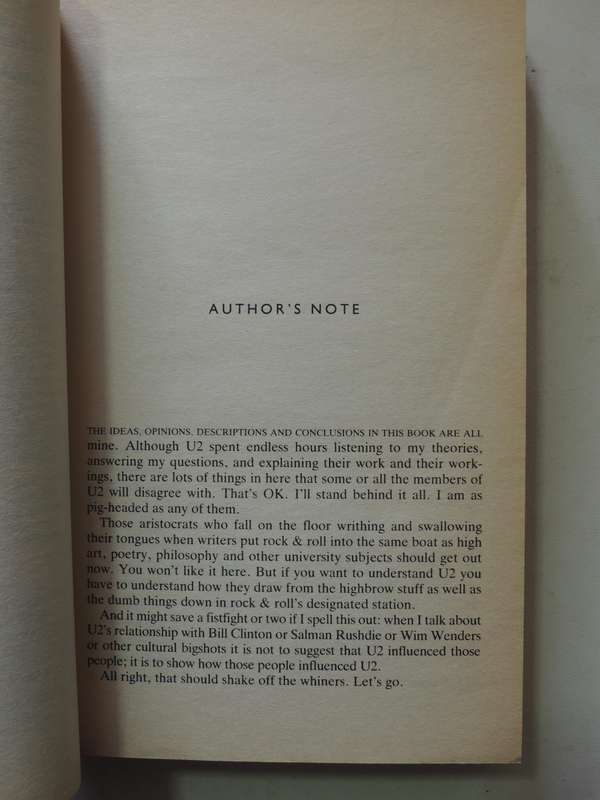 AUTHOR'S NOTE
THE IDEAS, OPINIONS, DESCRIPTIONS AND CONCLUSIONS IN THIS BOOK ARE ALL
mine. Although U2 spent endless hours listening to my theories,
answering my questions, and explaining their work and their work-
ings, there are lots of things in here that some or all the members of
U2 will disagree with. That's OK. I'll stand behind it all. I am as
pig-headed as any of them.
Those aristocrats who fall on the floor writhing and swallowing
their tongues when writers put rock & roll into the same boat as high
art, poetry, philosophy and other university subjects should get out
now. You won't like it here. But if you want to understand U2 you
have to understand how they draw from the highbrow stuff as well as
the dumb things down in rock & roll's designated station.
And it might save a fistfight or two if I spell this out: when I talk about
U2's relationship with Bill Clinton or Salman Rushdie or Wim Wenders
or other cultural bigshots it is not to suggest that U2 influenced those
people; it is to show how those people influenced U2.
All right, that should shake off the whiners. Let's go.